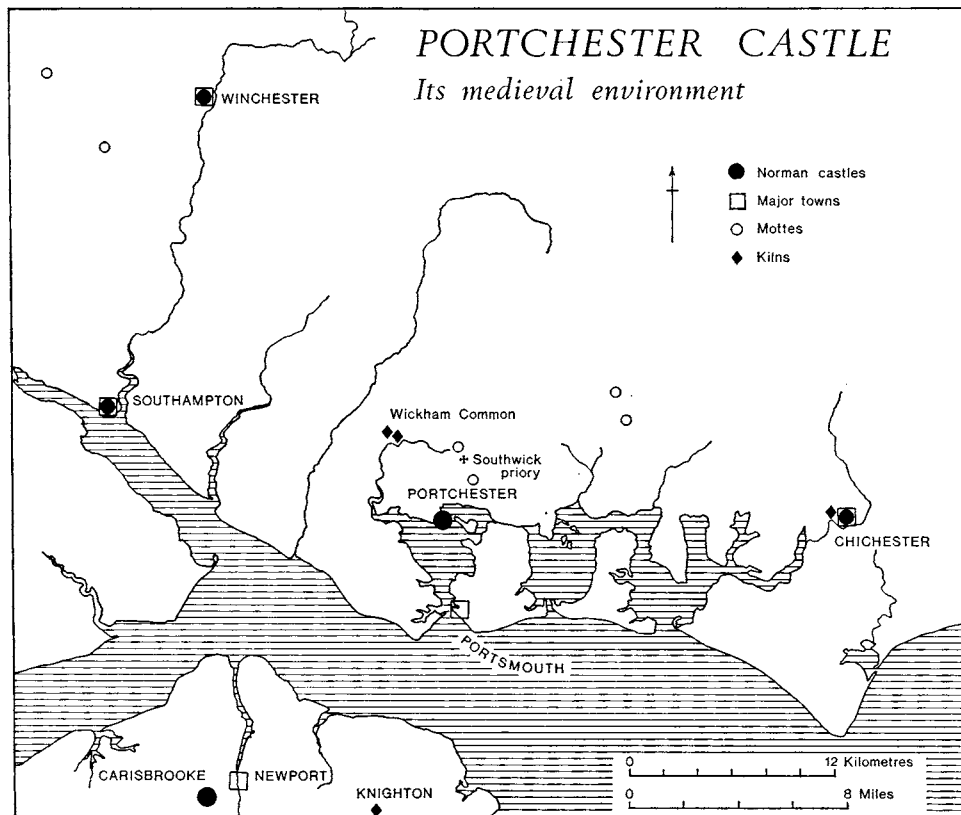 PORTCHESTER CASTLE
Its medieval environment
WINCHESTER
Norman castles
Major towns
Mottes
Kilns
SOUTHAMPTON
Wickham Common
Southwick
priory
PORTCHESTER
CHICHESTER
PORTSMOUTH
CARISBROOKE
NEWPORT
KNIGHTON
0 12 Kilometres
0 8 Miles